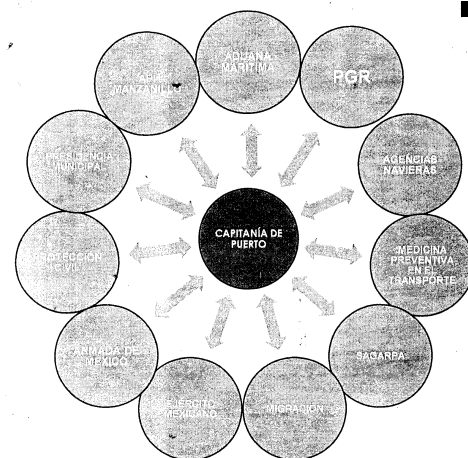 ADUANA
MARÍTIMA
PGR
AGENCIAS
NAVIERAS
MEDICINA
PREVENTIVA
EN EL
TRANSPORTE
SAGARPA
MIGRACIÓN
EJÉRCITO
MEXICANO
ARMADA DE
MÉXICO
PROTECCIÓN
CIVIL
PRESIDENCIA
MUNICIPAL
MANZANILLO
CAPITANÍA DE
PUERTO